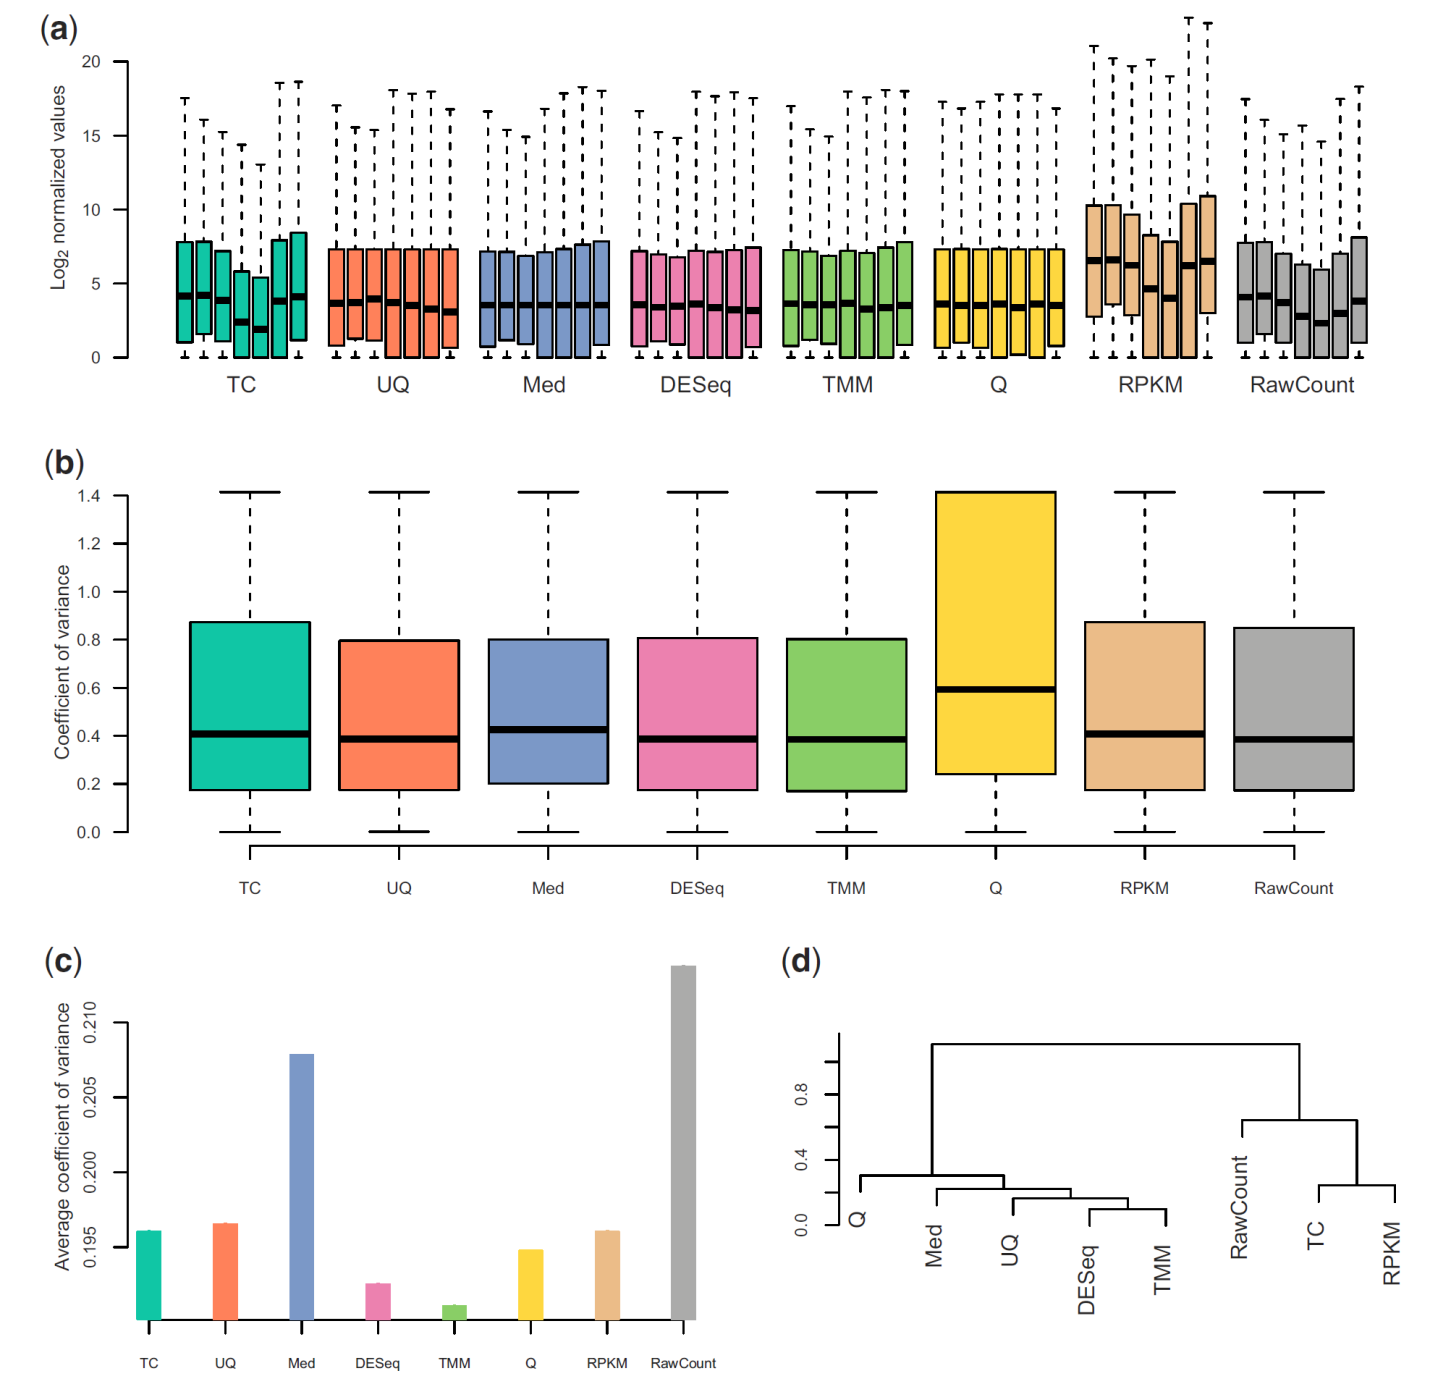 (a)
Log2 normalized values
20
15
10
5
0
TC UQ Med DESeq TMM Q RPKM RawCount
(b)
Coefficient of variance
1.4
1.2
1.0
0.8
0.6
0.4
0.2
0.0
TC UQ Med DESeq TMM Q RPKM RawCount
(c)
Average coefficient of variance
0.210
0.205
0.200
0.195
TC UQ Med DESeq TMM Q RPKM RawCount
(d)
0.8
0.4
0.0
Q Med UQ DESeq TMM RawCount TC RPKM